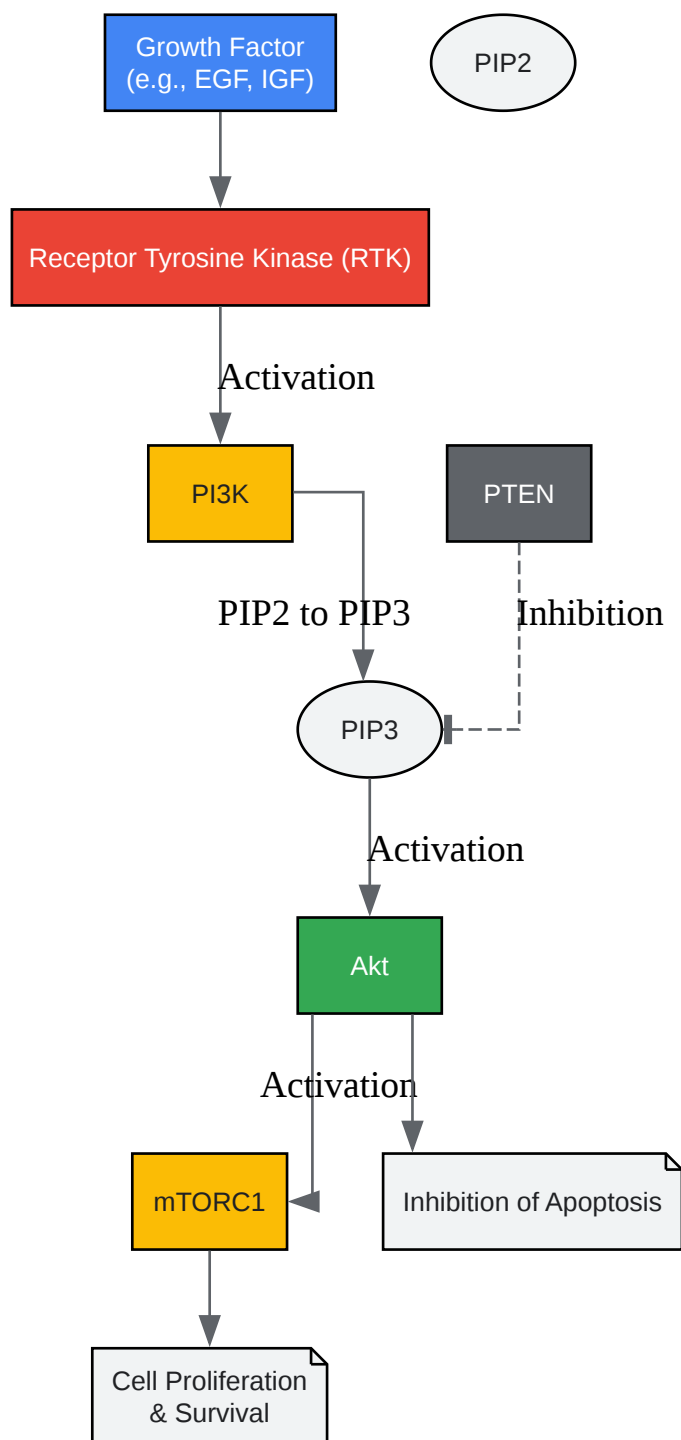 Growth Factor
(e.g., EGF, IGF)
PIP2
Receptor Tyrosine Kinase (RTK)
Activation
PI3K
PTEN
PIP2 to PIP3
Inhibition
PIP3
Activation
Akt
Activation
mTORC1
Inhibition of Apoptosis
Cell Proliferation
& Survival